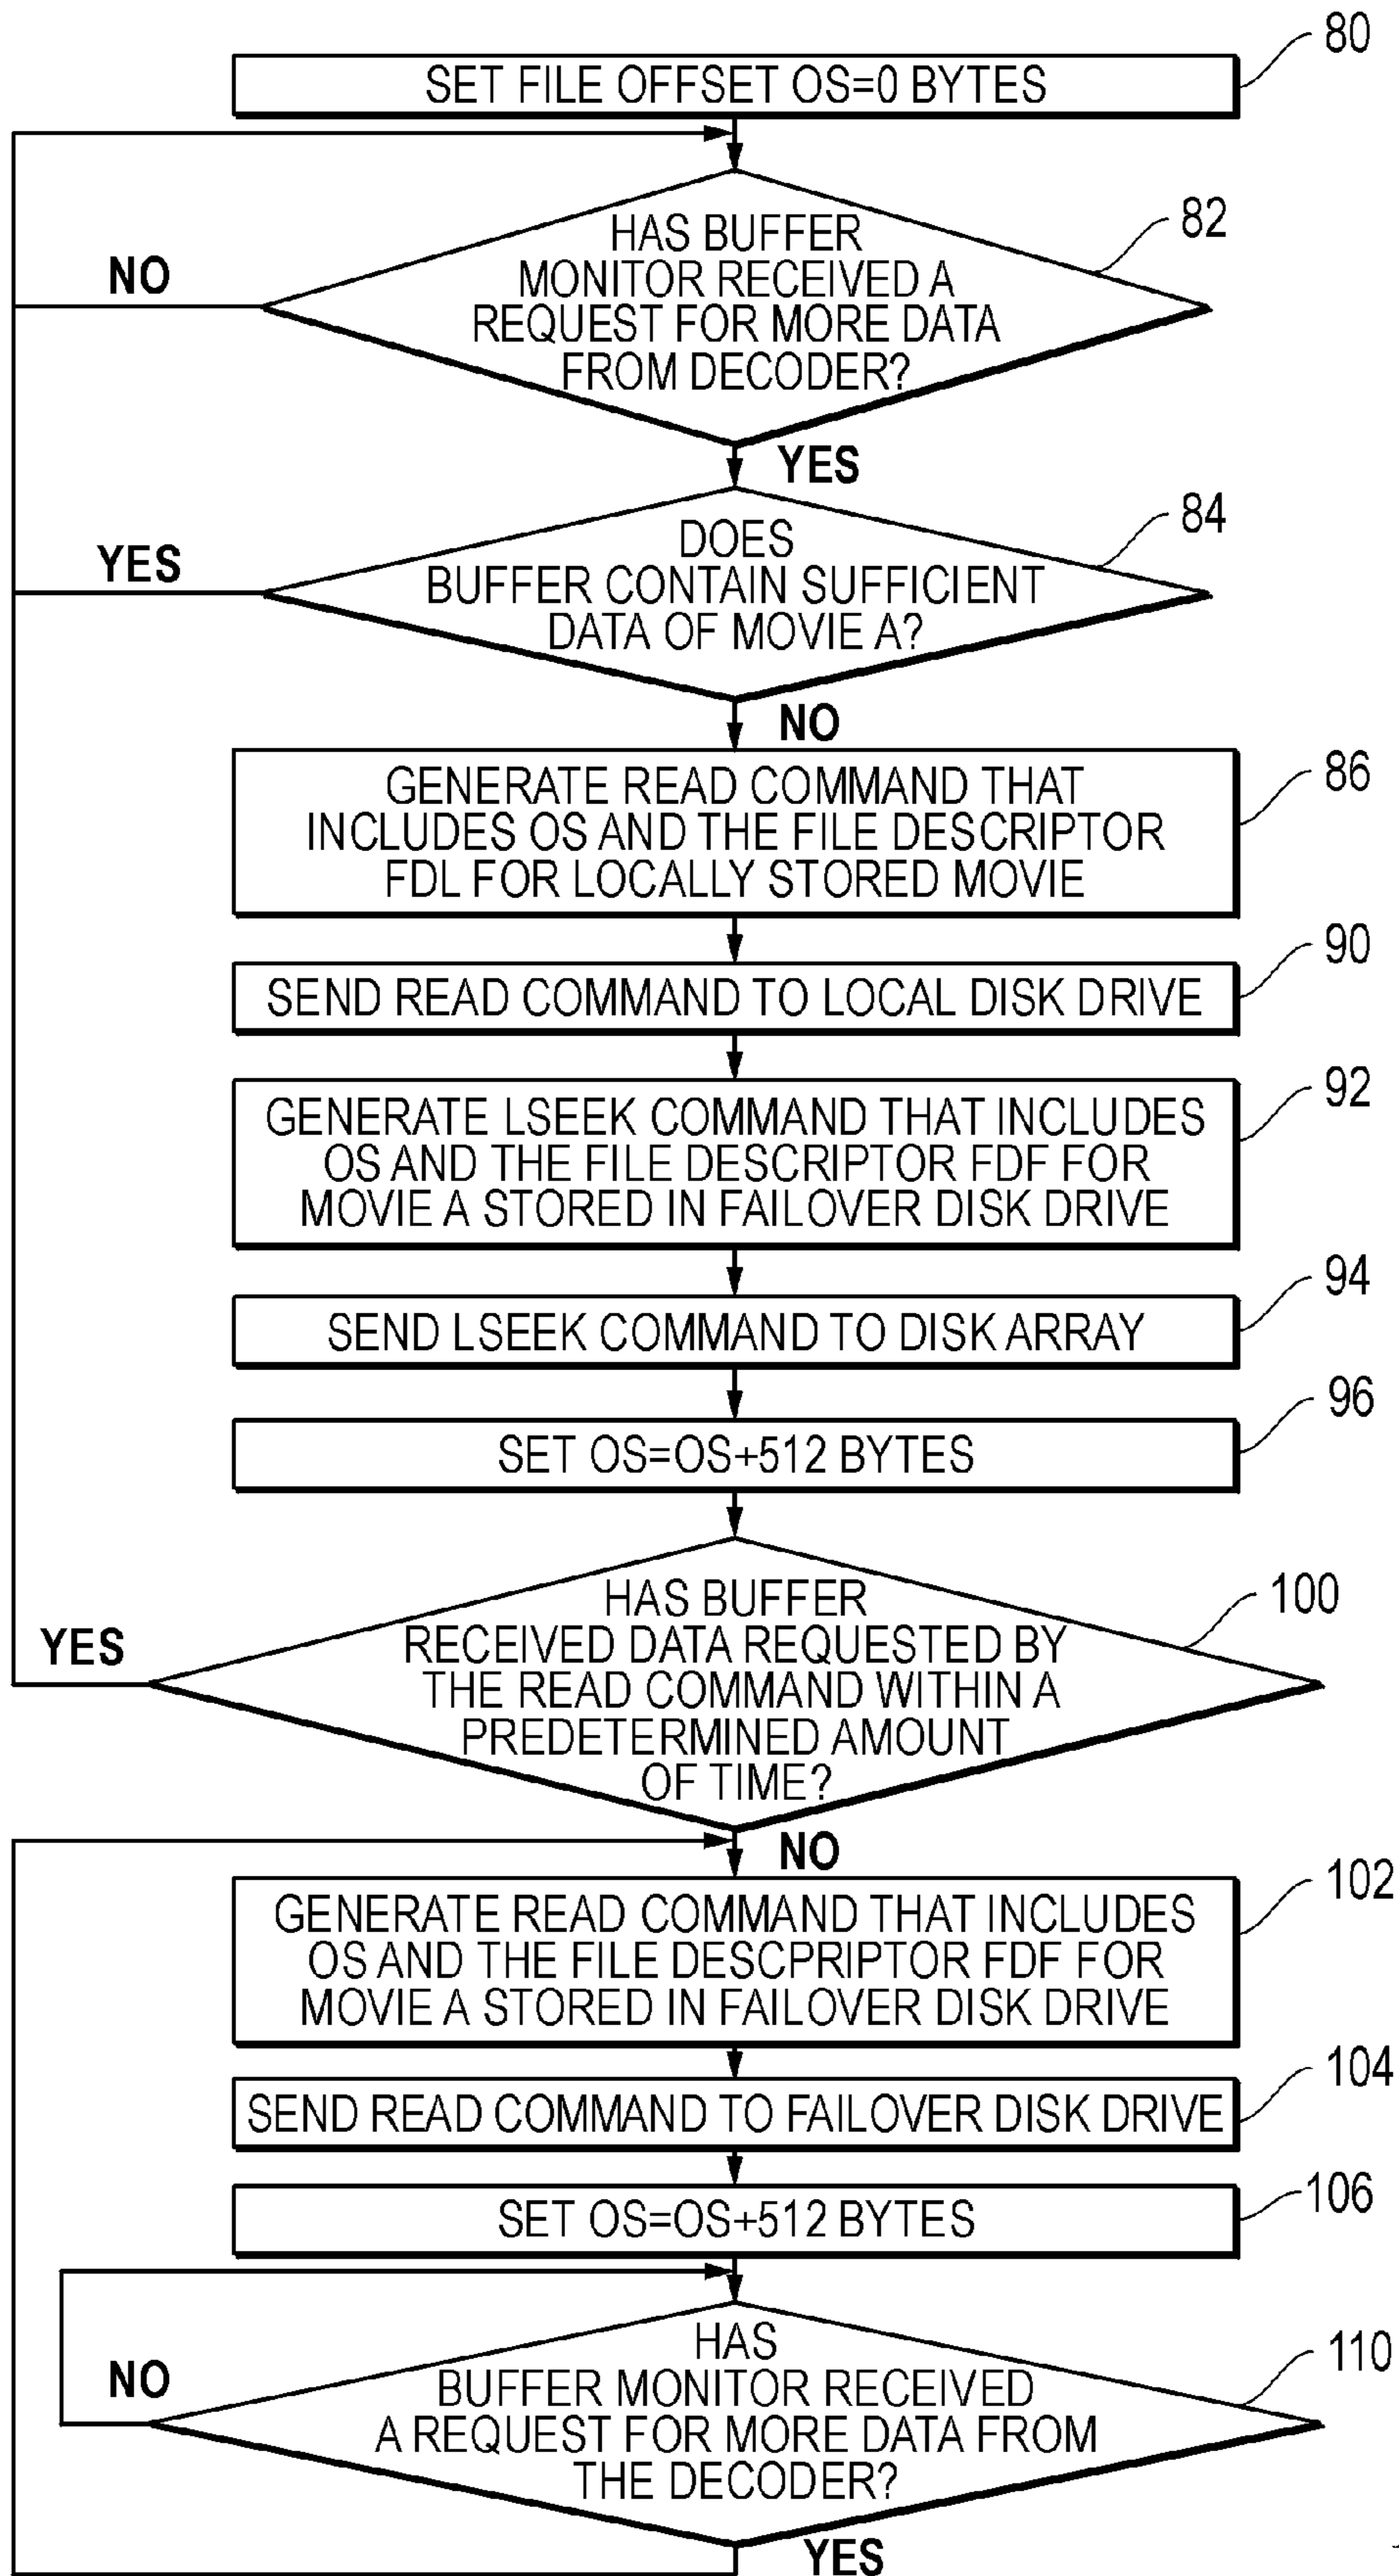 80
SET FILE OFFSET OS=0 BYTES
82
HAS BUFFER
MONITOR RECEIVED A
REQUEST FOR MORE DATA
FROM DECODER?
NO
YES
84
DOES
BUFFER CONTAIN SUFFICIENT
DATA OF MOVIE A?
YES
NO
86
GENERATE READ COMMAND THAT
INCLUDES OS AND THE FILE DESCRIPTOR
FDL FOR LOCALLY STORED MOVIE
90
SEND READ COMMAND TO LOCAL DISK DRIVE
92
GENERATE LSEEK COMMAND THAT INCLUDES
OS AND THE FILE DESCRIPTOR FDF FOR
MOVIE A STORED IN FAILOVER DISK DRIVE
94
SEND LSEEK COMMAND TO DISK ARRAY
96
SET OS=OS+512 BYTES
100
HAS BUFFER
RECEIVED DATA REQUESTED BY
THE READ COMMAND WITHIN A
PREDETERMINED AMOUNT
OF TIME?
YES
NO
102
GENERATE READ COMMAND THAT INCLUDES
OS AND THE FILE DESCPRIPTOR FDF FOR
MOVIE A STORED IN FAILOVER DISK DRIVE
104
SEND READ COMMAND TO FAILOVER DISK DRIVE
106
SET OS=OS+512 BYTES
110
HAS
BUFFER MONITOR RECEIVED
A REQUEST FOR MORE DATA FROM
THE DECODER?
NO
YES